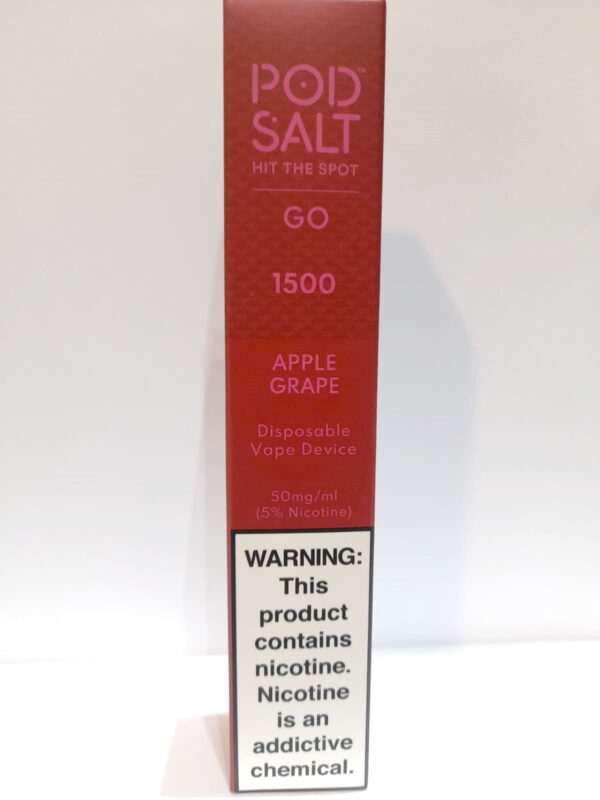 POD™
SALT
HIT THE SPOT
GO
1500
APPLE
GRAPE
Disposable
Vape Device
50mg/ml
(5% Nicotine)
WARNING:
This
product
contains
nicotine.
Nicotine
is an
addictive
chemical.